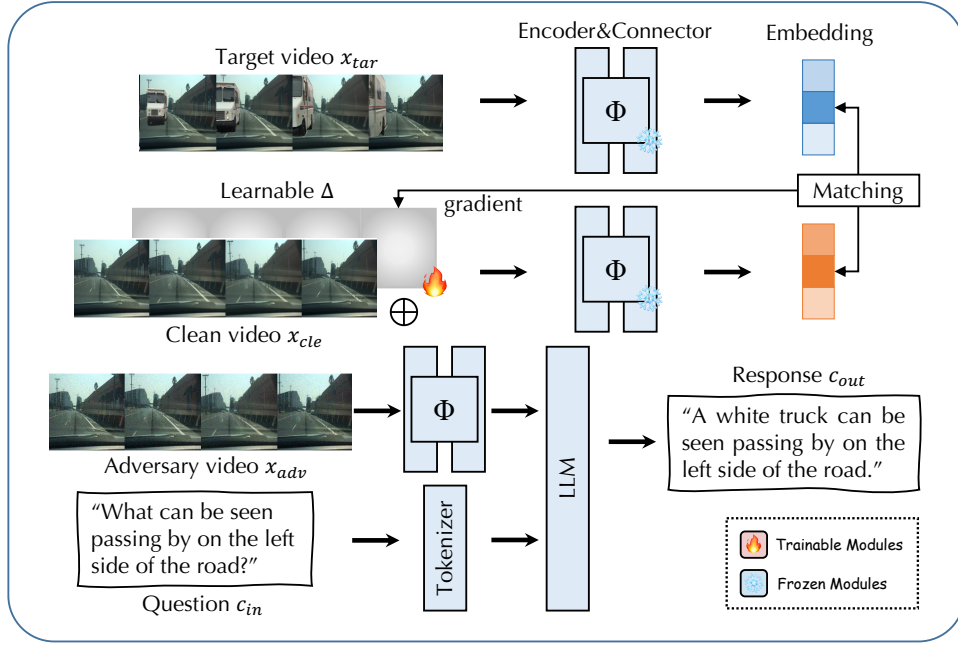 Encoder&Connector
Embedding
Target video x_tar
Φ
Learnable Δ
gradient
Matching
Φ
Clean video x_cle
Φ
Adversary video x_adv
LLM
Response c_out
“A white truck can be
seen passing by on the
left side of the road.”
“What can be seen
passing by on the left
side of the road?”
Question c_in
Tokenizer
Trainable Modules
Frozen Modules